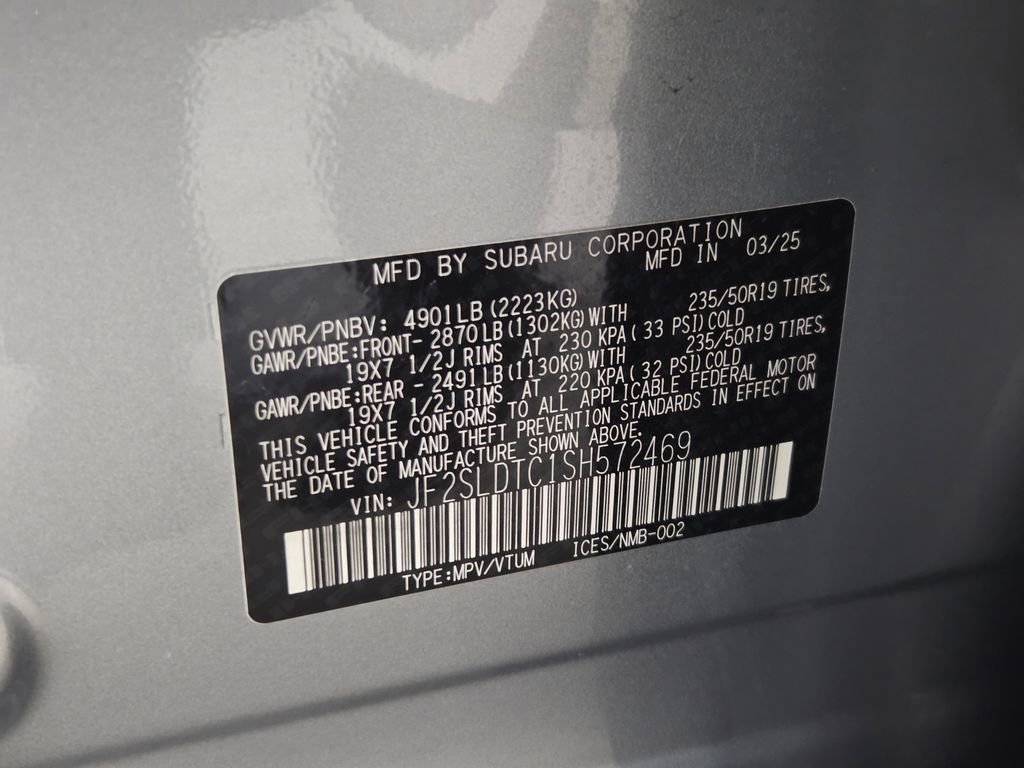 MFD BY SUBARU CORPORATION
MFD IN 03/25
GVWR/PNBV: 4901LB(2223KG)
GAWR/PNBE:FRONT- 2870LB(1302KG)WITH 235/50R19 TIRES,
19X7 1/2J RIMS AT 230 KPA( 33 PSI)COLD
GAWR/PNBE:REAR - 2491LB(1130KG)WITH 235/50R19 TIRES,
19X7 1/2J RIMS AT 220 KPA( 32 PSI)COLD
THIS VEHICLE CONFORMS TO ALL APPLICABLE FEDERAL MOTOR
VEHICLE SAFETY AND THEFT PREVENTION STANDARDS IN EFFECT ON
THE DATE OF MANUFACTURE SHOWN ABOVE.
VIN: JF2SLDTC1SH572469
TYPE:MPV/VTUM ICES/NMB-002